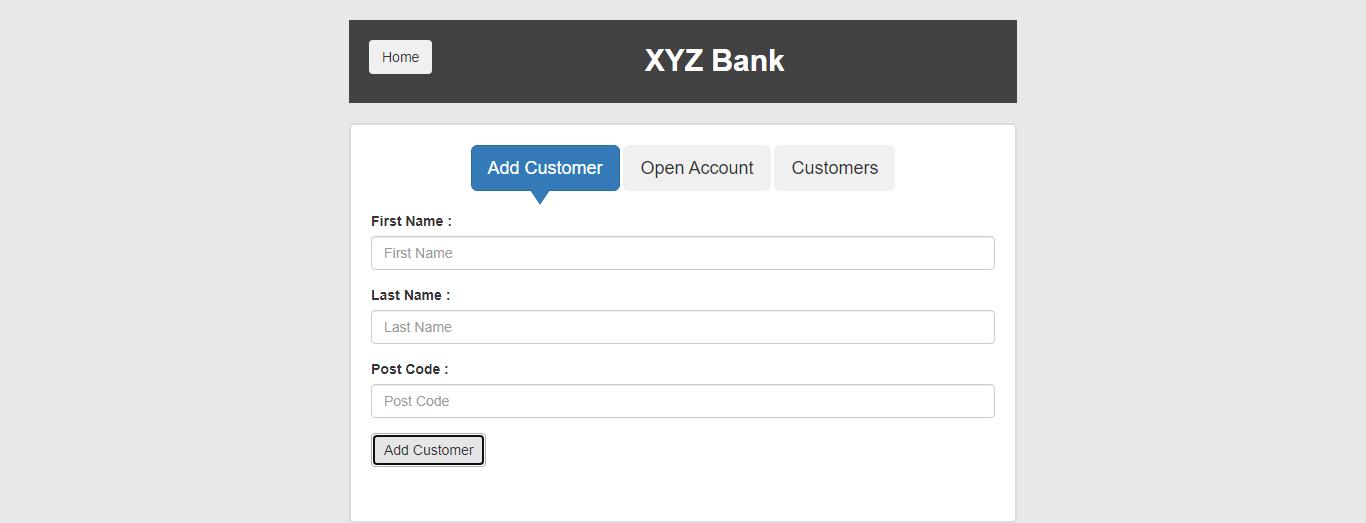 Home
XYZ Bank
Add Customer Open Account Customers
First Name :
First Name
Last Name :
Last Name
Post Code :
Post Code
Add Customer